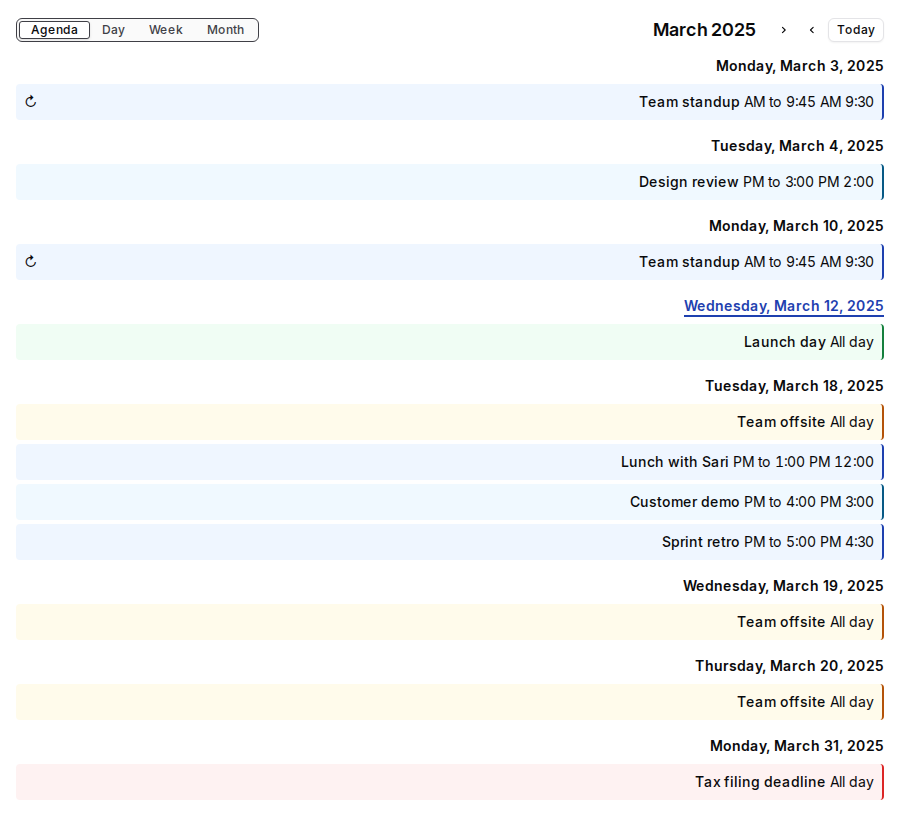 Agenda Day Week Month March 2025 Today
Monday, March 3, 2025
Team standup AM to 9:45 AM 9:30
Tuesday, March 4, 2025
Design review PM to 3:00 PM 2:00
Monday, March 10, 2025
Team standup AM to 9:45 AM 9:30
Wednesday, March 12, 2025
Launch day All day
Tuesday, March 18, 2025
Team offsite All day
Lunch with Sari PM to 1:00 PM 12:00
Customer demo PM to 4:00 PM 3:00
Sprint retro PM to 5:00 PM 4:30
Wednesday, March 19, 2025
Team offsite All day
Thursday, March 20, 2025
Team offsite All day
Monday, March 31, 2025
Tax filing deadline All day